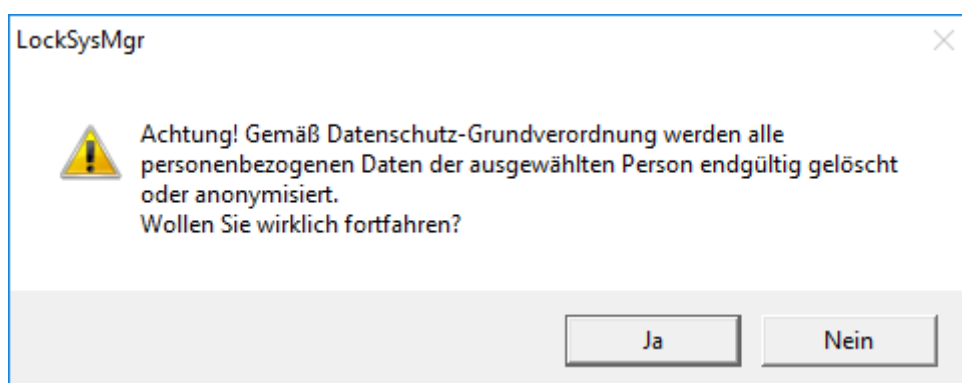 LockSysMgr
Achtung! Gemäß Datenschutz-Grundverordnung werden alle
personenbezogenen Daten der ausgewählten Person endgültig gelöscht
oder anonymisiert.
Wollen Sie wirklich fortfahren?
Ja
Nein